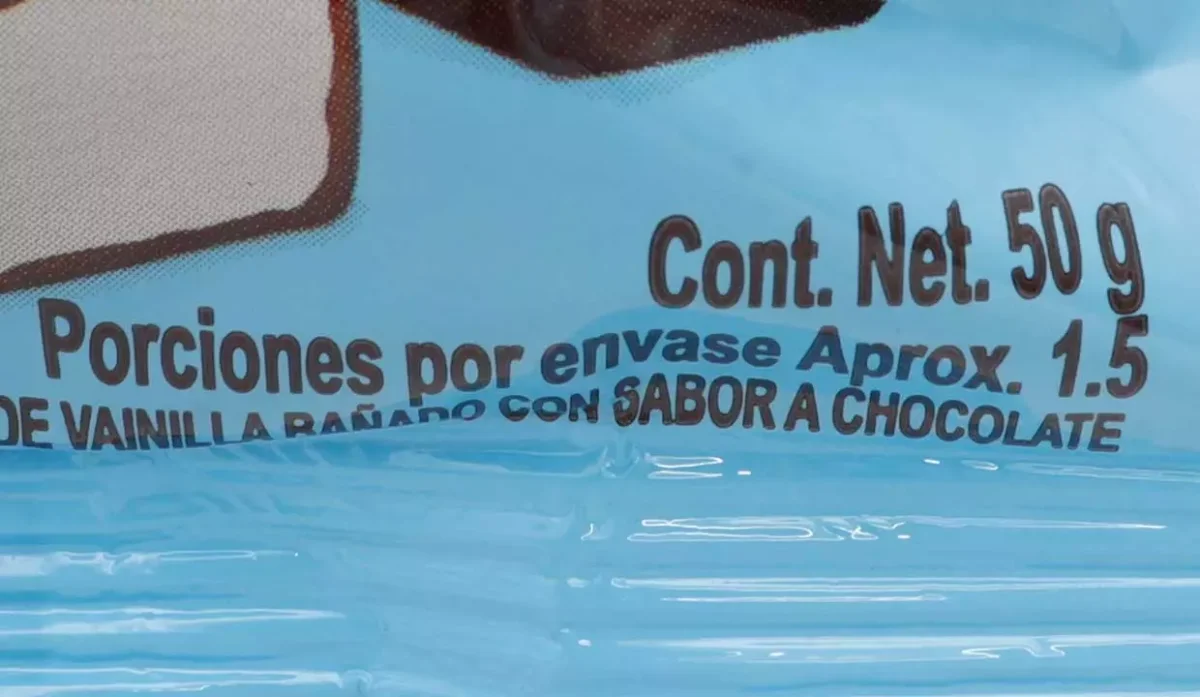 Cont. Net. 50 g
Porciones por envase Aprox. 1.5
DE VAINILLA BAÑADO CON SABOR A CHOCOLATE